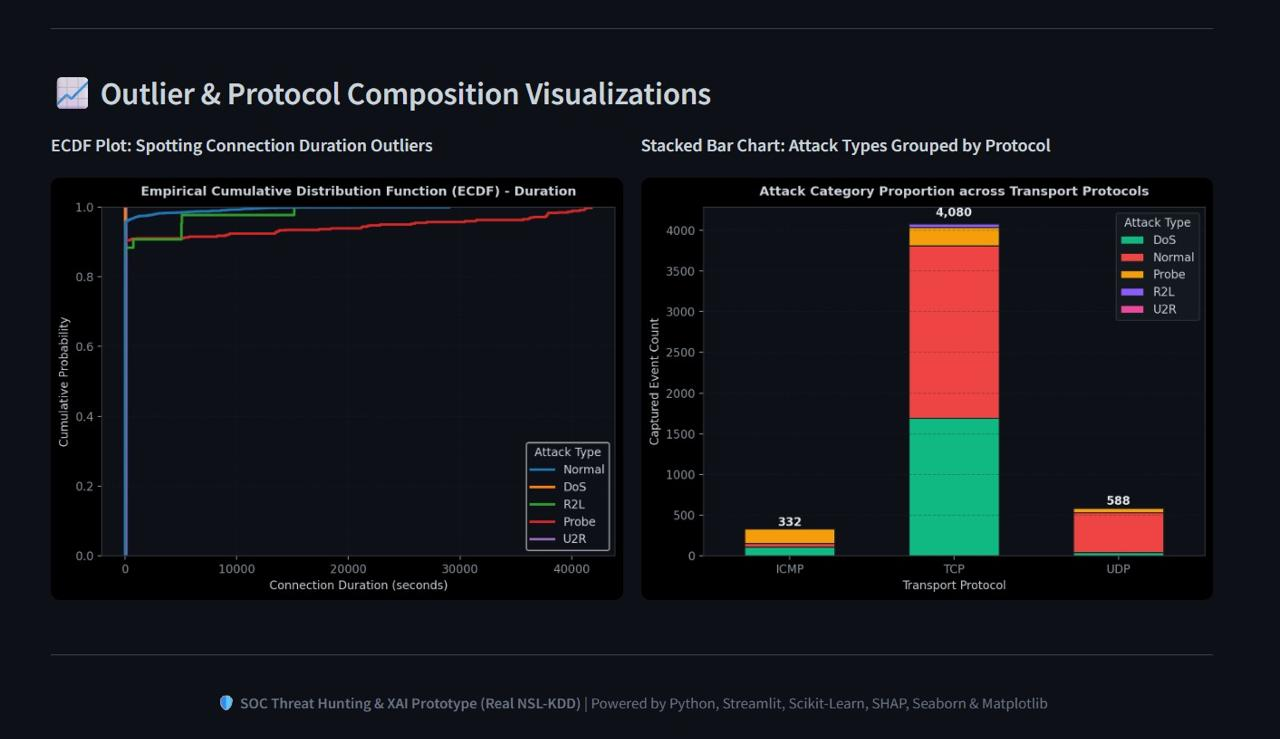 Outlier & Protocol Composition Visualizations
ECDF Plot: Spotting Connection Duration Outliers
Empirical Cumulative Distribution Function (ECDF) - Duration
1.0
0.8
0.6
0.4
0.2
0.0
Cumulative Probability
Attack Type
Normal
DoS
R2L
Probe
U2R
0 10000 20000 30000 40000
Connection Duration (seconds)
Stacked Bar Chart: Attack Types Grouped by Protocol
Attack Category Proportion across Transport Protocols
4,080
Attack Type
DoS
Normal
Probe
R2L
U2R
4000
3500
3000
2500
2000
1500
1000
500
0
Captured Event Count
332
588
ICMP TCP UDP
Transport Protocol
SOC Threat Hunting & XAI Prototype (Real NSL-KDD) | Powered by Python, Streamlit, Scikit-Learn, SHAP, Seaborn & Matplotlib